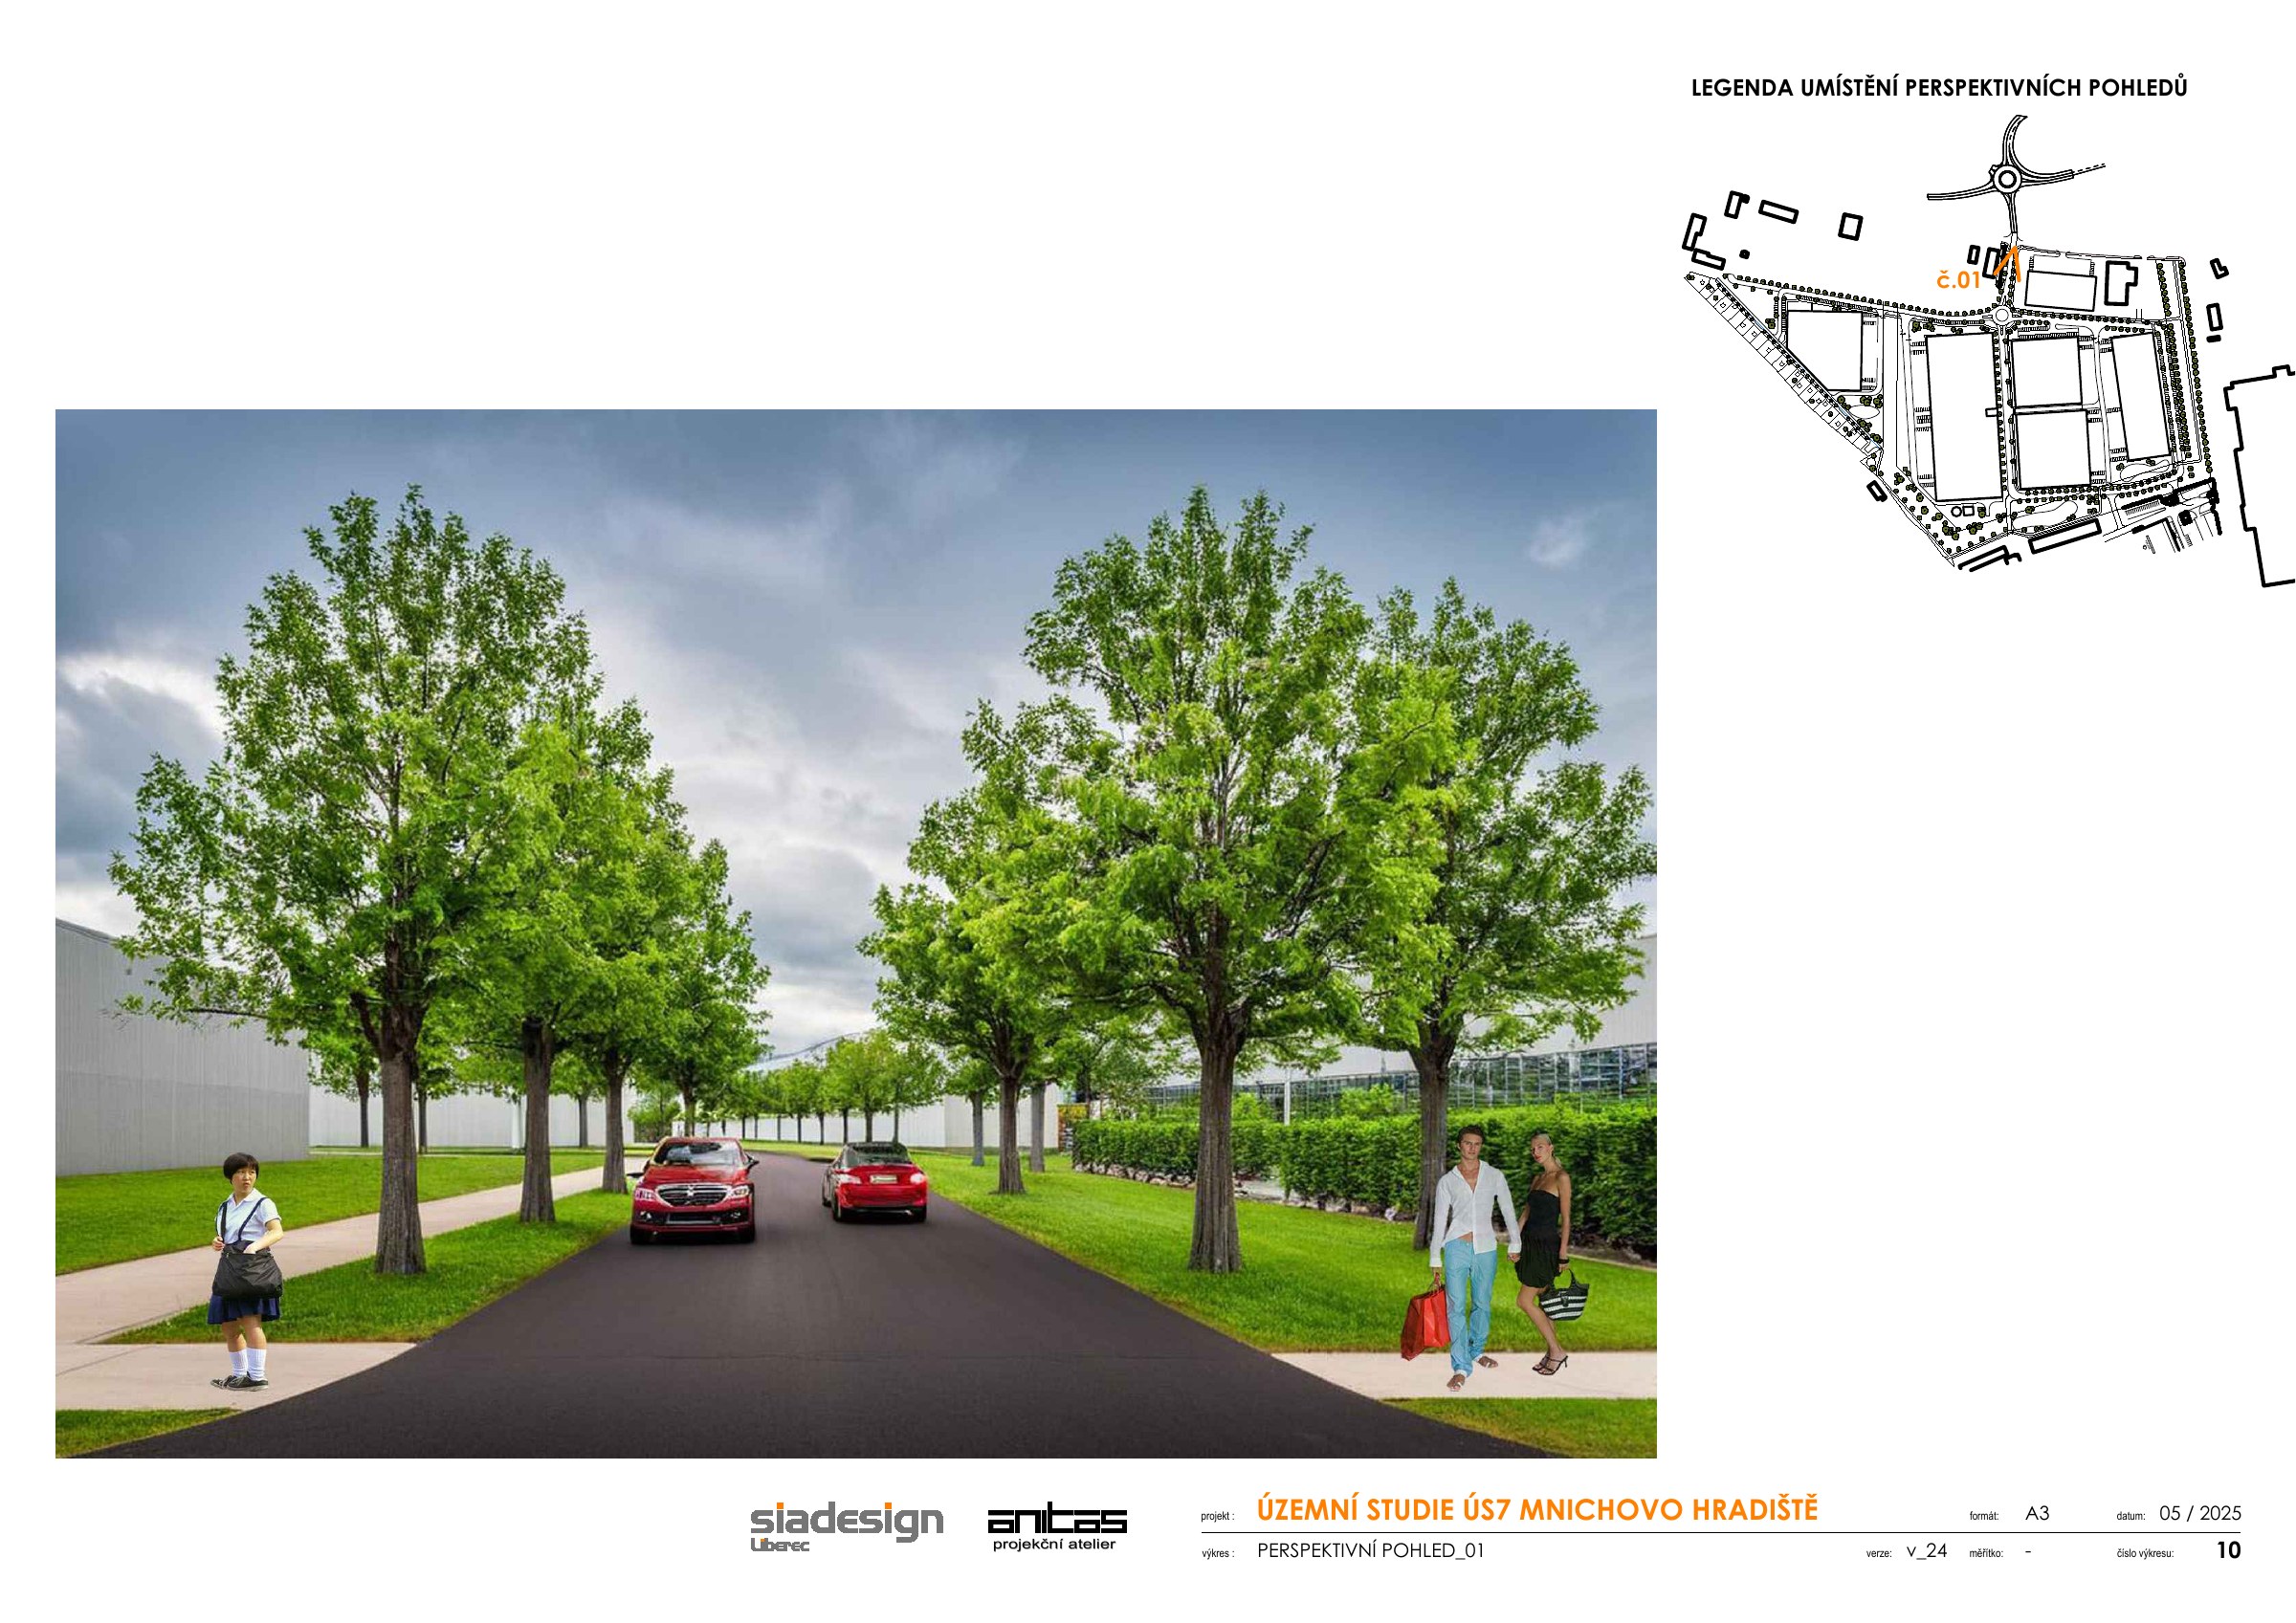 LEGENDA UMÍSTĚNÍ PERSPEKTIVNÍCH POHLEDŮ
č.01
siadesign
Liberec
anitas
projekční atelier
projekt : ÚZEMNÍ STUDIE ÚS7 MNICHOVO HRADIŠTĚ formát: A3 datum: 05 / 2025
výkres : PERSPEKTIVNÍ POHLED_01 verze: v_24 měřítko: - číslo výkresu: 10